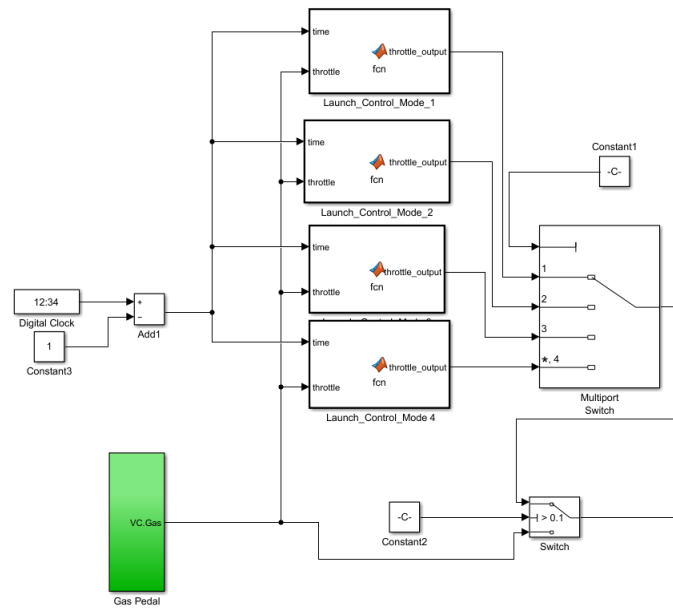 time
throttle
throttle_output
fcn
Launch_Control_Mode_1
time
throttle
throttle_output
fcn
Launch_Control_Mode_2
Constant1
-C-
time
throttle
throttle_output
fcn
1
2
3
*, 4
Multiport
Switch
12:34
Digital Clock
1
Constant3
+
−
Add1
time
throttle
throttle_output
fcn
Launch_Control_Mode 4
VC.Gas
Gas Pedal
-C-
Constant2
> 0.1
Switch